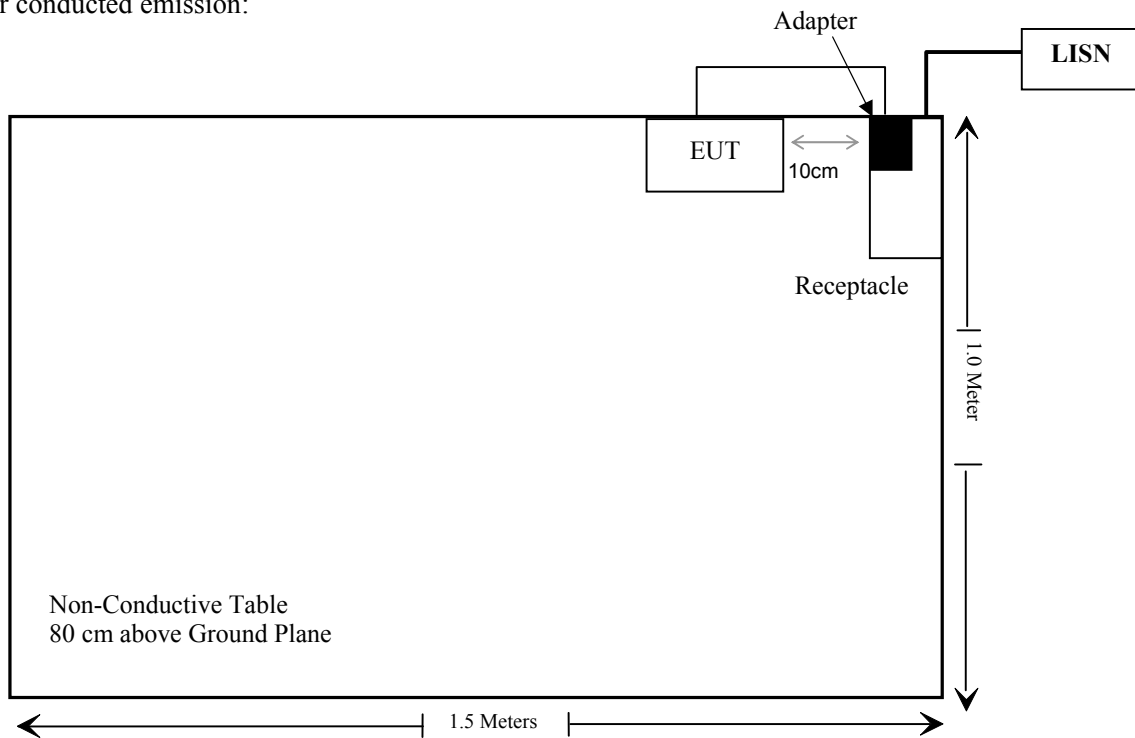 r conducted emission:
Adapter
LISN
EUT
10cm
Receptacle
1.0 Meter
Non-Conductive Table
80 cm above Ground Plane
1.5 Meters